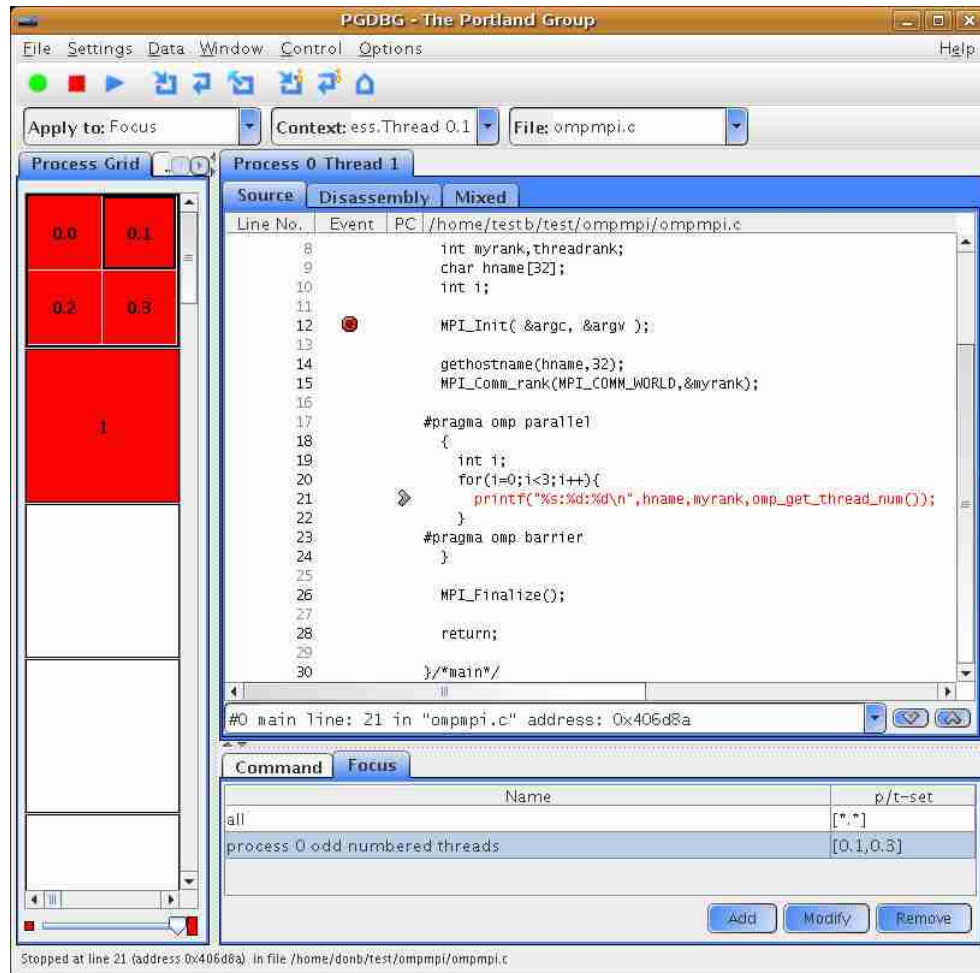 PGDBG - The Portland Group
File Settings Data Window Control Options Help
Apply to: Focus Context: ess.Thread 0.1 File: ompmpi.c
Process Grid
0.0 0.1
0.2 0.3
1
Process 0 Thread 1
Source Disassembly Mixed
Line No. Event PC /home/testb/test/ompmpi/ompmpi.c
8 int myrank,threadrank;
9 char hname[32];
10 int i;
11
12 MPI_Init( &argc, &argv );
13
14 gethostname(hname,32);
15 MPI_Comm_rank(MPI_COMM_WORLD,&myrank);
16
17 #pragma omp parallel
18 {
19 int i;
20 for(i=0;i<3;i++){
21 printf("%s:%d:%d\n",hname,myrank,omp_get_thread_num());
22 }
23 #pragma omp barrier
24 }
25
26 MPI_Finalize();
27
28 return;
29
30 }/*main*/
#0 main line: 21 in "ompmpi.c" address: 0x406d8a
Command Focus
Name p/t-set
all [*.*]
process 0 odd numbered threads [0.1,0.3]
Add Modify Remove
Stopped at line 21 (address 0x406d8a) in file /home/donb/test/ompmpi/ompmpi.c